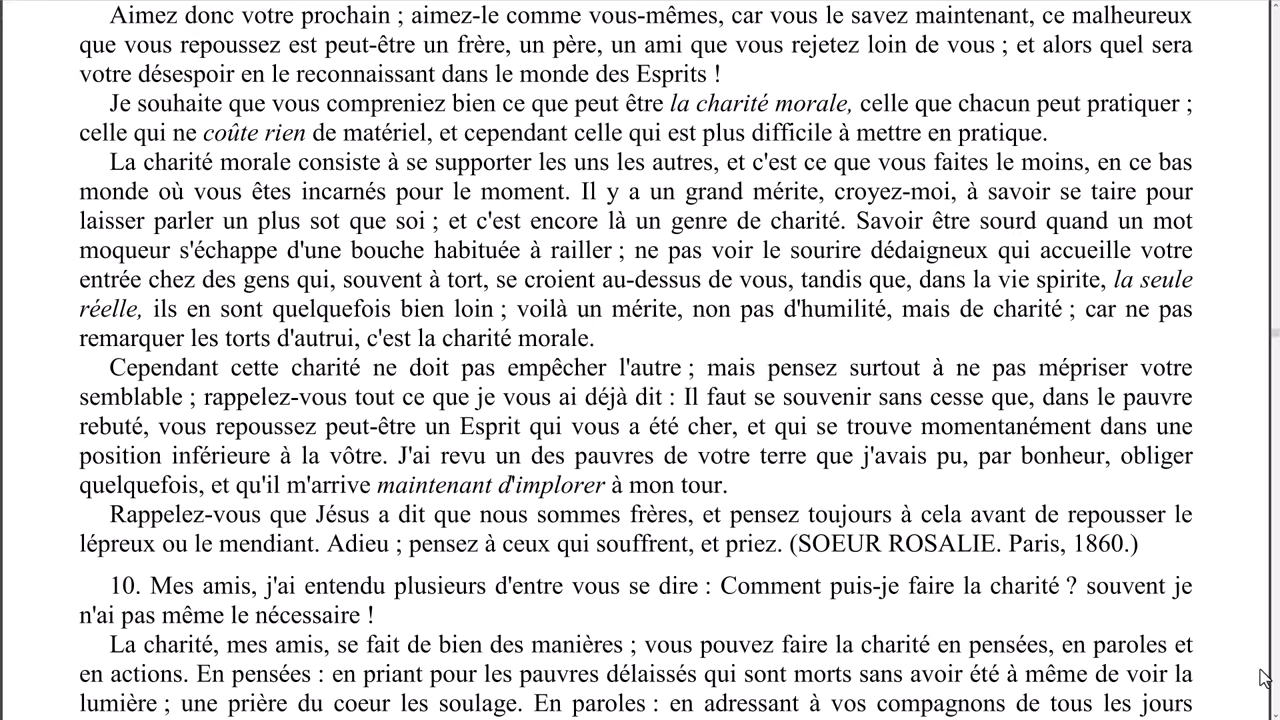 Aimez donc votre prochain ; aimez-le comme vous-mêmes, car vous le savez maintenant, ce malheureux
que vous repoussez est peut-être un frère, un père, un ami que vous rejetez loin de vous ; et alors quel sera
votre désespoir en le reconnaissant dans le monde des Esprits !
Je souhaite que vous compreniez bien ce que peut être la charité morale, celle que chacun peut pratiquer ;
celle qui ne coûte rien de matériel, et cependant celle qui est plus difficile à mettre en pratique.
La charité morale consiste à se supporter les uns les autres, et c'est ce que vous faites le moins, en ce bas
monde où vous êtes incarnés pour le moment. Il y a un grand mérite, croyez-moi, à savoir se taire pour
laisser parler un plus sot que soi ; et c'est encore là un genre de charité. Savoir être sourd quand un mot
moqueur s'échappe d'une bouche habituée à railler ; ne pas voir le sourire dédaigneux qui accueille votre
entrée chez des gens qui, souvent à tort, se croient au-dessus de vous, tandis que, dans la vie spirite, la seule
réelle, ils en sont quelquefois bien loin ; voilà un mérite, non pas d'humilité, mais de charité ; car ne pas
remarquer les torts d'autrui, c'est la charité morale.
Cependant cette charité ne doit pas empêcher l'autre ; mais pensez surtout à ne pas mépriser votre
semblable ; rappelez-vous tout ce que je vous ai déjà dit : Il faut se souvenir sans cesse que, dans le pauvre
rebuté, vous repoussez peut-être un Esprit qui vous a été cher, et qui se trouve momentanément dans une
position inférieure à la vôtre. J'ai revu un des pauvres de votre terre que j'avais pu, par bonheur, obliger
quelquefois, et qu'il m'arrive maintenant d'implorer à mon tour.
Rappelez-vous que Jésus a dit que nous sommes frères, et pensez toujours à cela avant de repousser le
lépreux ou le mendiant. Adieu ; pensez à ceux qui souffrent, et priez. (SOEUR ROSALIE. Paris, 1860.)
10. Mes amis, j'ai entendu plusieurs d'entre vous se dire : Comment puis-je faire la charité ? souvent je
n'ai pas même le nécessaire !
La charité, mes amis, se fait de bien des manières ; vous pouvez faire la charité en pensées, en paroles et
en actions. En pensées : en priant pour les pauvres délaissés qui sont morts sans avoir été à même de voir la
lumière ; une prière du coeur les soulage. En paroles : en adressant à vos compagnons de tous les jours